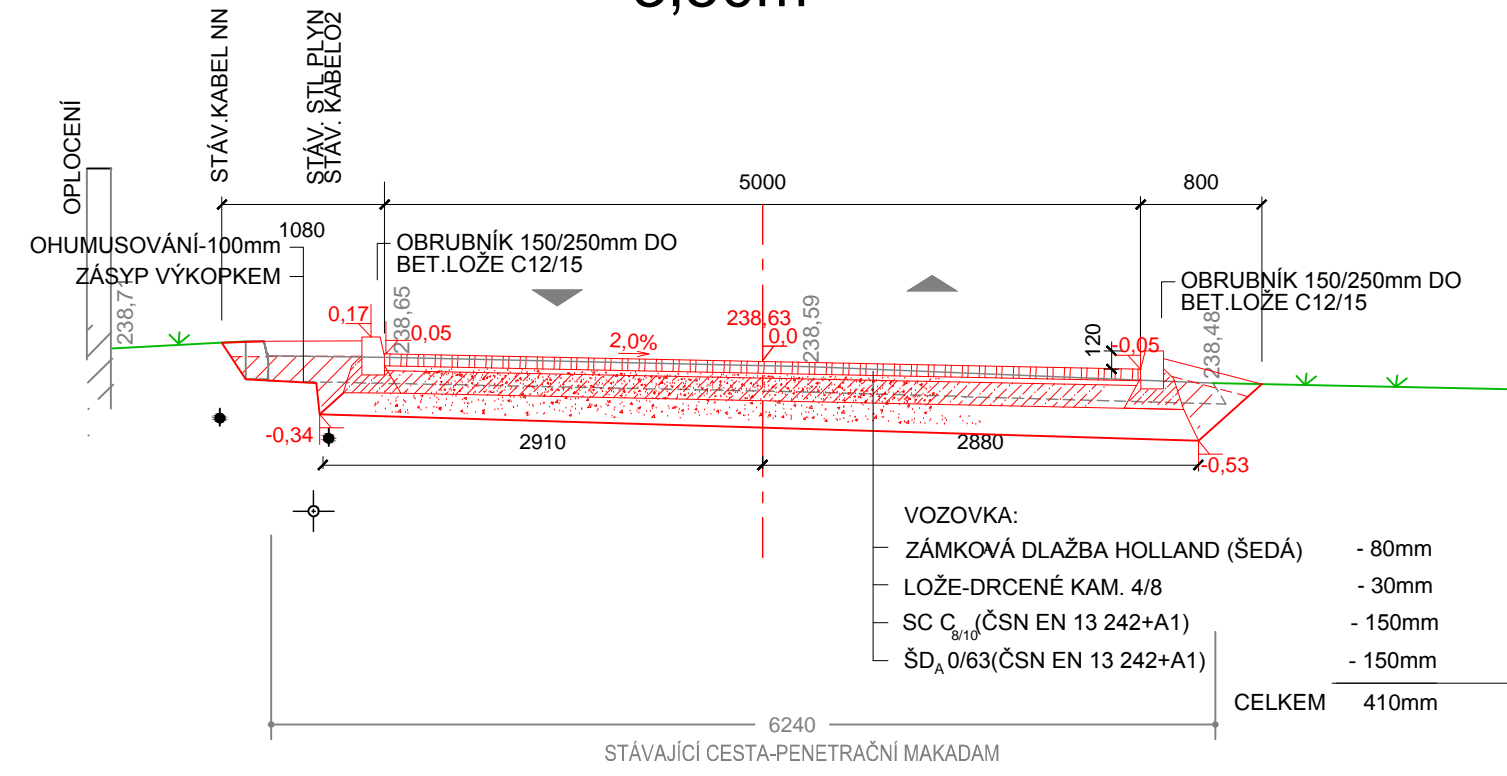 STÁV.KABEL NN
STÁV. STL PLYN
STÁV. KABELO2
OPLOCENÍ
5000
800
1080
OHUMUSOVÁNÍ-100mm
ZÁSYP VÝKOPKEM
OBRUBNÍK 150/250mm DO
BET.LOŽE C12/15
OBRUBNÍK 150/250mm DO
BET.LOŽE C12/15
238,71
0,17
238,65
-0,05
2,0%
238,63
0,0
238,59
120
-0,05
238,48
-0,34
2910
2880
-0,53
VOZOVKA:
ZÁMKOVÁ DLAŽBA HOLLAND (ŠEDÁ) - 80mm
LOŽE-DRCENÉ KAM. 4/8 - 30mm
SC C8/10(ČSN EN 13 242+A1) - 150mm
ŠDA 0/63(ČSN EN 13 242+A1) - 150mm
CELKEM 410mm
6240
STÁVAJÍCÍ CESTA-PENETRAČNÍ MAKADAM